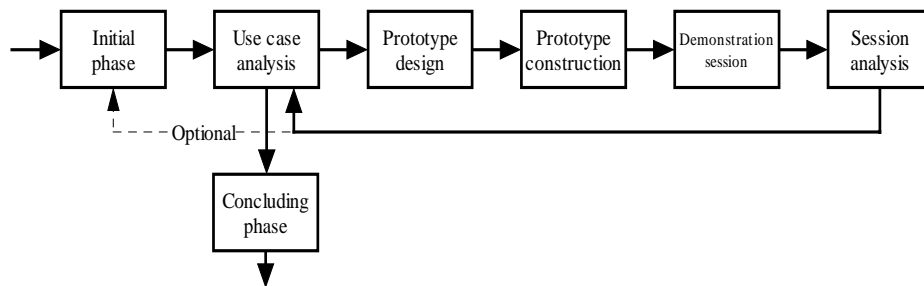 Initial
phase
Use case
analysis
Prototype
design
Prototype
construction
Demonstration
session
Session
analysis
Optional
Concluding
phase